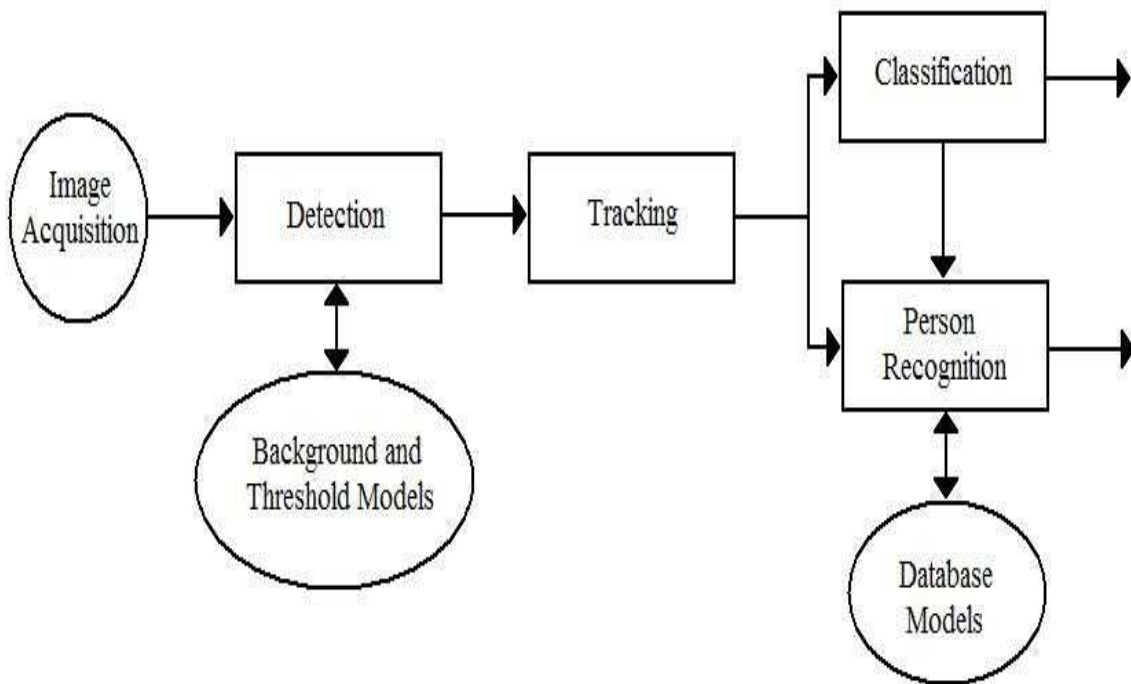 Image
Acquisition
Detection
Tracking
Classification
Person
Recognition
Background and
Threshold Models
Database
Models